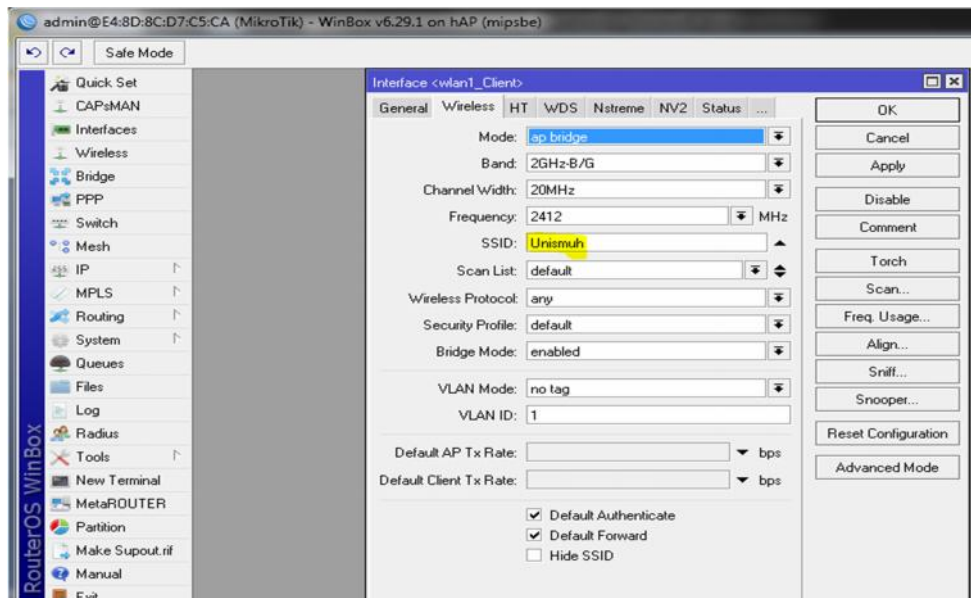 admin@E4:8D:8C:D7:C5:CA (MikroTik) - WinBox v6.29.1 on hAP (mipsbe)
Safe Mode
Quick Set
CAPsMAN
Interfaces
Wireless
Bridge
PPP
Switch
Mesh
IP
MPLS
Routing
System
Queues
Files
Log
Radius
Tools
New Terminal
MetaROUTER
Partition
Make Supout.rif
Manual
Exit
RouterOS WinBox
Interface <wlan1_Client>
General Wireless HT WDS Nstreme NV2 Status ...
Mode: ap bridge
Band: 2GHz-B/G
Channel Width: 20MHz
Frequency: 2412 MHz
SSID: Unismuh
Scan List: default
Wireless Protocol: any
Security Profile: default
Bridge Mode: enabled
VLAN Mode: no tag
VLAN ID: 1
Default AP Tx Rate: bps
Default Client Tx Rate: bps
Default Authenticate
Default Forward
Hide SSID
OK
Cancel
Apply
Disable
Comment
Torch
Scan...
Freq. Usage...
Align...
Sniff...
Snooper...
Reset Configuration
Advanced Mode